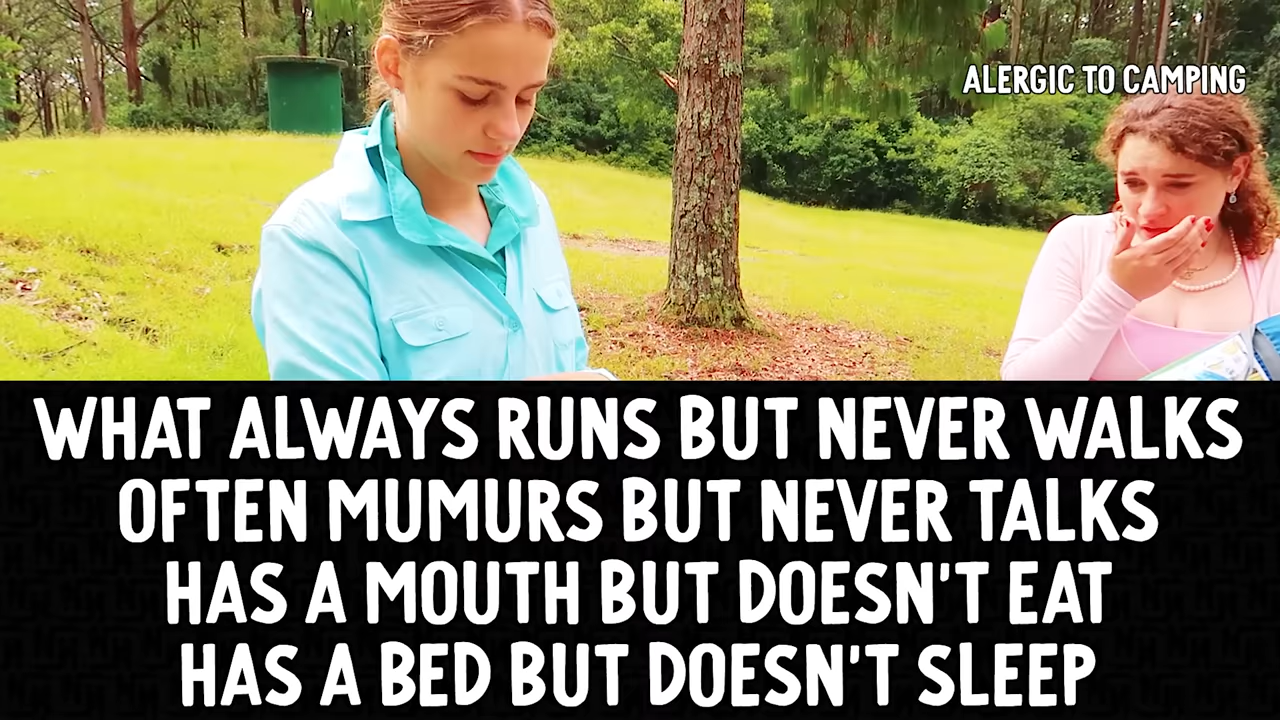 ALERGIC TO CAMPING
WHAT ALWAYS RUNS BUT NEVER WALKS
OFTEN MUMURS BUT NEVER TALKS
HAS A MOUTH BUT DOESN'T EAT
HAS A BED BUT DOESN'T SLEEP